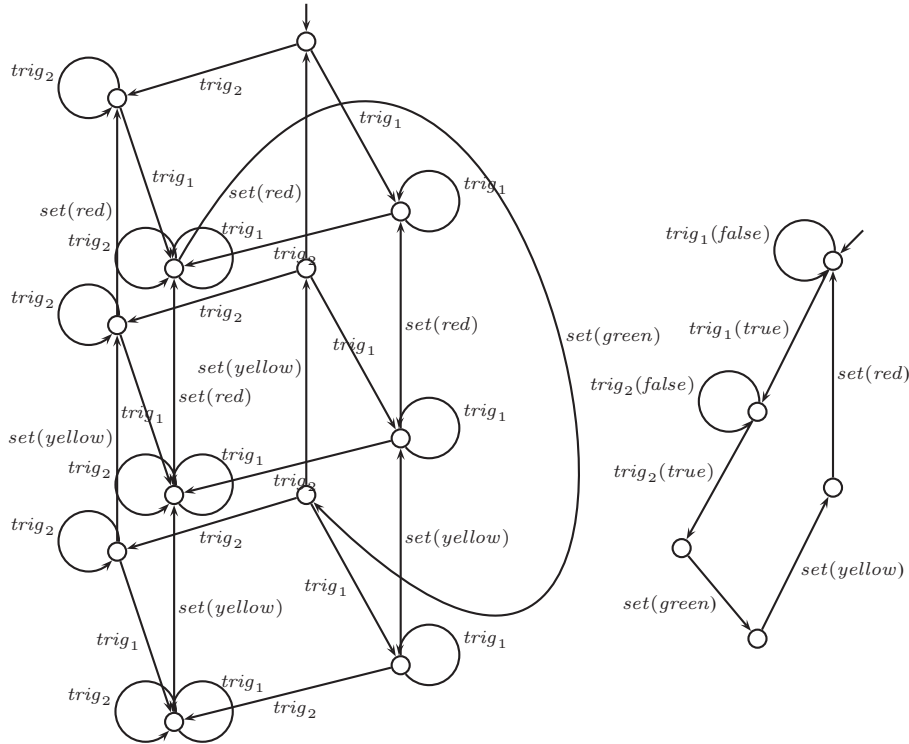 trig₂
trig₂
trig₁
trig₁
trig₁
set(red)
set(red)
trig₁
trig₂
trig₂
trig₂
trig₂
trig₁
set(red)
set(green)
set(yellow)
set(red)
trig₁
trig₁
set(yellow)
trig₁
trig₂
trig₂
trig₂
trig₂
set(yellow)
trig₁
set(yellow)
trig₁
trig₁
trig₁
trig₂
trig₂
trig₁(false)
trig₁(true)
set(red)
trig₂(false)
trig₂(true)
set(yellow)
set(green)